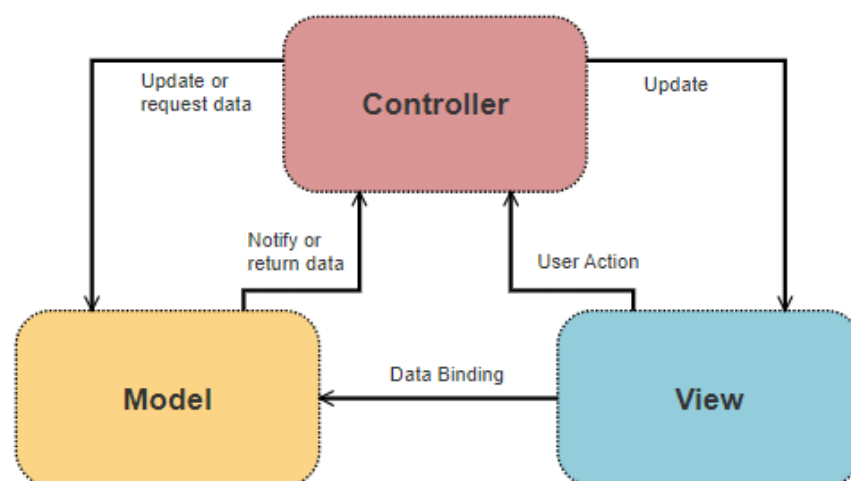 Controller
Update or
request data
Update
Notify or
return data
User Action
Data Binding
Model
View